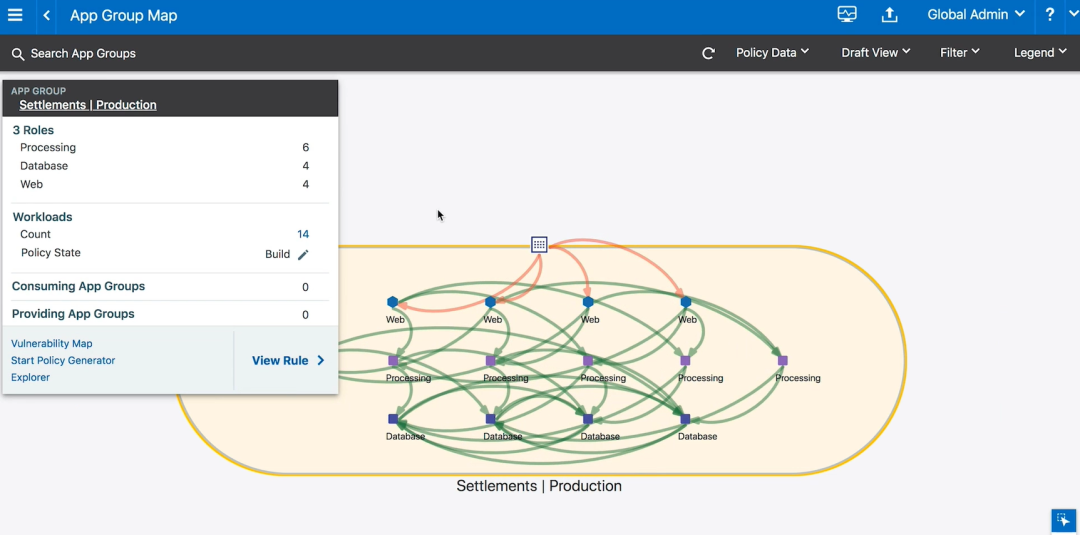 App Group Map
Global Admin
?
Search App Groups
Policy Data
Draft View
Filter
Legend
APP GROUP
Settlements | Production
3 Roles
Processing 6
Database 4
Web 4
Workloads
Count 14
Policy State Build
Consuming App Groups 0
Providing App Groups 0
Vulnerability Map
Start Policy Generator
Explorer
View Rule
Web Web Web Web
Processing Processing Processing Processing Processing
Database Database Database Database
Settlements | Production